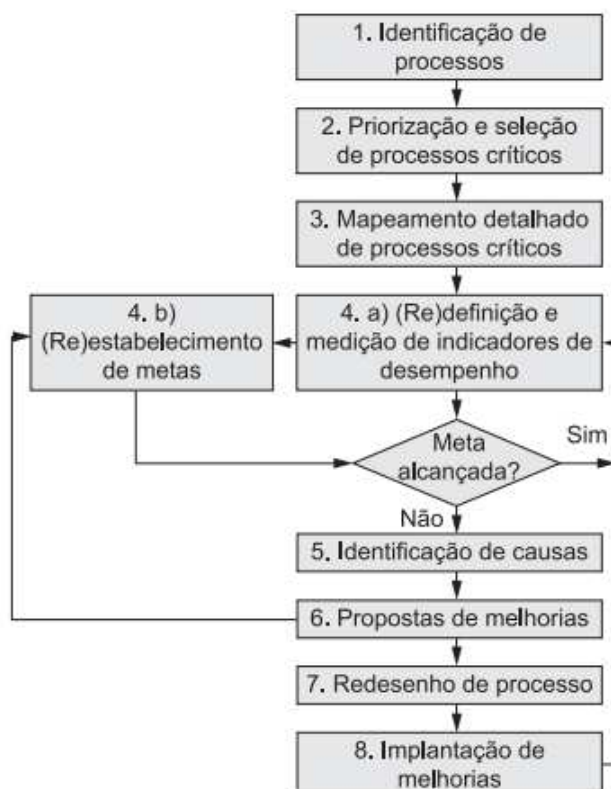 1. Identificação de
processos
2. Priorização e seleção
de processos críticos
3. Mapeamento detalhado
de processos críticos
4. b)
(Re)estabelecimento
de metas
4. a) (Re)definição e
medição de indicadores de
desempenho
Meta
alcançada?
Sim
Não
5. Identificação de causas
6. Propostas de melhorias
7. Redesenho de processo
8. Implantação de
melhorias